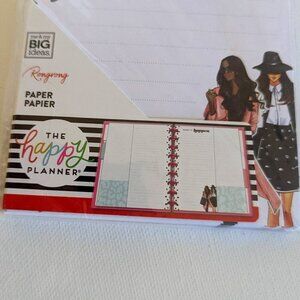 me & my
BIG
ideas.
Rongrong
PAPER
PAPIER
THE
happy
PLANNER®